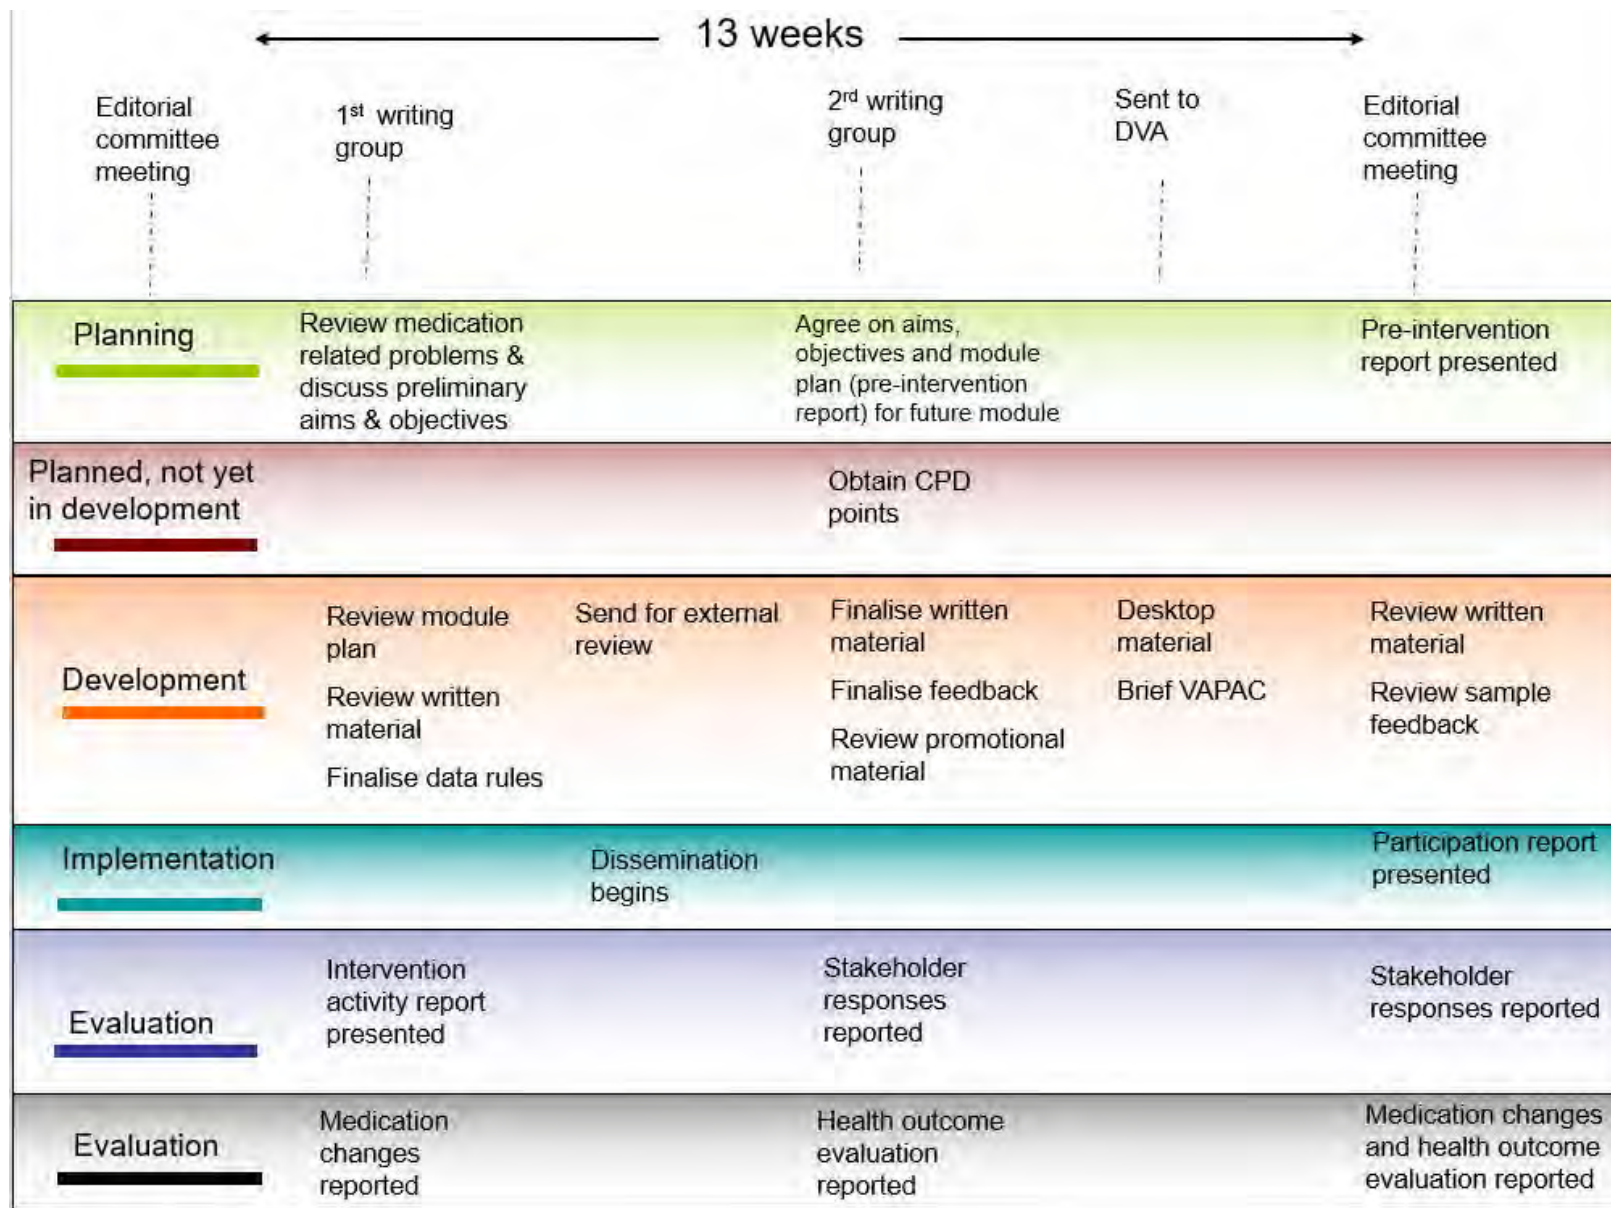 13 weeks
Editorial
committee
meeting
1st writing
group
2rd writing
group
Sent to
DVA
Editorial
committee
meeting
Planning
Review medication
related problems &
discuss preliminary
aims & objectives
Agree on aims,
objectives and module
plan (pre-intervention
report) for future module
Pre-intervention
report presented
Planned, not yet
in development
Obtain CPD
points
Development
Review module
plan
Review written
material
Finalise data rules
Send for external
review
Finalise written
material
Finalise feedback
Review promotional
material
Desktop
material
Brief VAPAC
Review written
material
Review sample
feedback
Implementation
Dissemination
begins
Participation report
presented
Evaluation
Intervention
activity report
presented
Stakeholder
responses
reported
Stakeholder
responses reported
Evaluation
Medication
changes
reported
Health outcome
evaluation
reported
Medication changes
and health outcome
evaluation reported